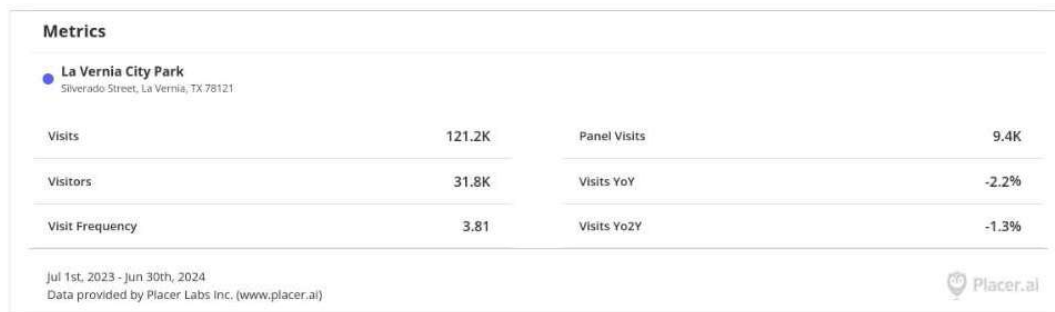 Metrics
La Vernia City Park
Silverado Street, La Vernia, TX 78121
Visits 121.2K Panel Visits 9.4K
Visitors 31.8K Visits YoY -2.2%
Visit Frequency 3.81 Visits Yo2Y -1.3%
Jul 1st, 2023 - Jun 30th, 2024
Data provided by Placer Labs Inc. (www.placer.ai)
Placer.ai